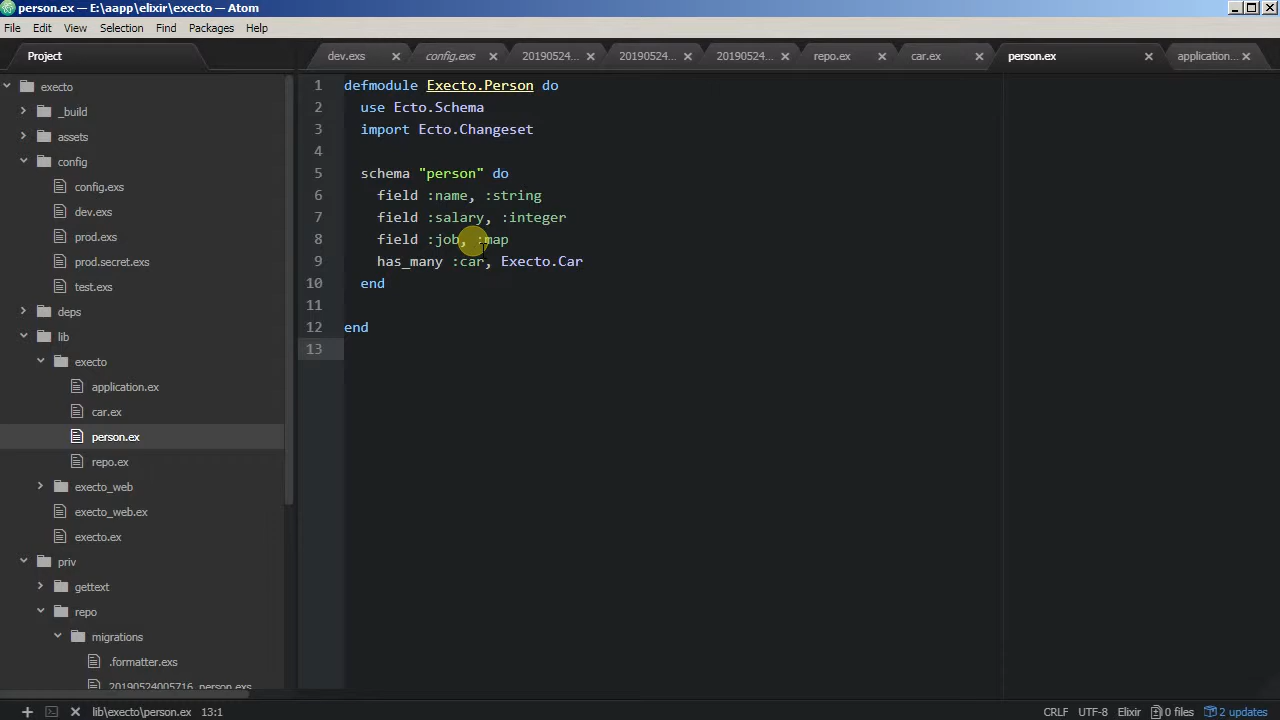 person.ex — E:\aapp\elixir\execto — Atom
File Edit View Selection Find Packages Help
Project
dev.exs config.exs 20190524... 20190524... 20190524... repo.ex car.ex person.ex application...
execto
_build
assets
config
config.exs
dev.exs
prod.exs
prod.secret.exs
test.exs
deps
lib
execto
application.ex
car.ex
person.ex
repo.ex
execto_web
execto_web.ex
execto.ex
priv
gettext
repo
migrations
.formatter.exs
20190524005716_person.exs
1 defmodule Execto.Person do
2 use Ecto.Schema
3 import Ecto.Changeset
4
5 schema "person" do
6 field :name, :string
7 field :salary, :integer
8 field :job, :map
9 has_many :car, Execto.Car
10 end
11
12 end
13
lib\execto\person.ex 13:1 CRLF UTF-8 Elixir 0 files 2 updates